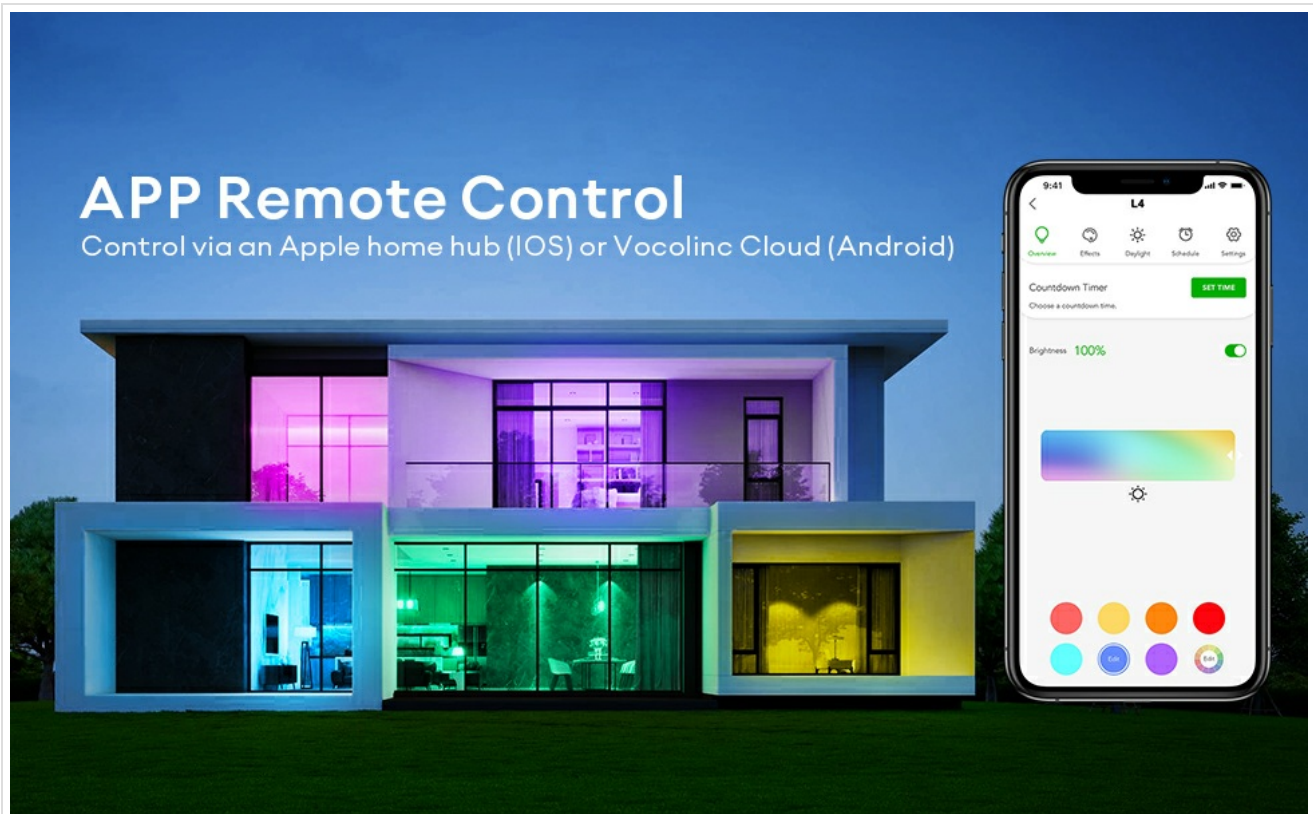 APP Remote Control
Control via an Apple home hub (IOS) or Vocolinc Cloud (Android)
9:41
L4
Overview Effects Daylight Schedule Settings
Countdown Timer SET TIME
Choose a countdown time.
Brightness 100%
Edit Edit